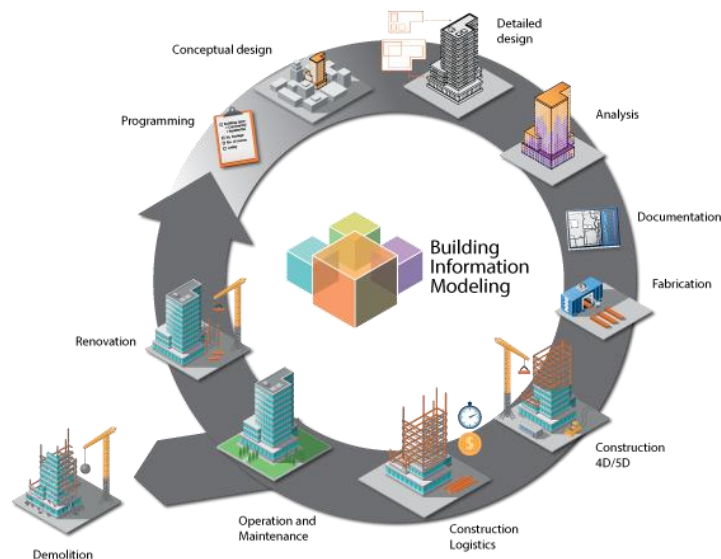 Conceptual design
Detailed
design
Programming
Analysis
Building
Information
Modeling
Documentation
Fabrication
Renovation
$
Construction
4D/5D
Operation and
Maintenance
Construction
Logistics
Demolition